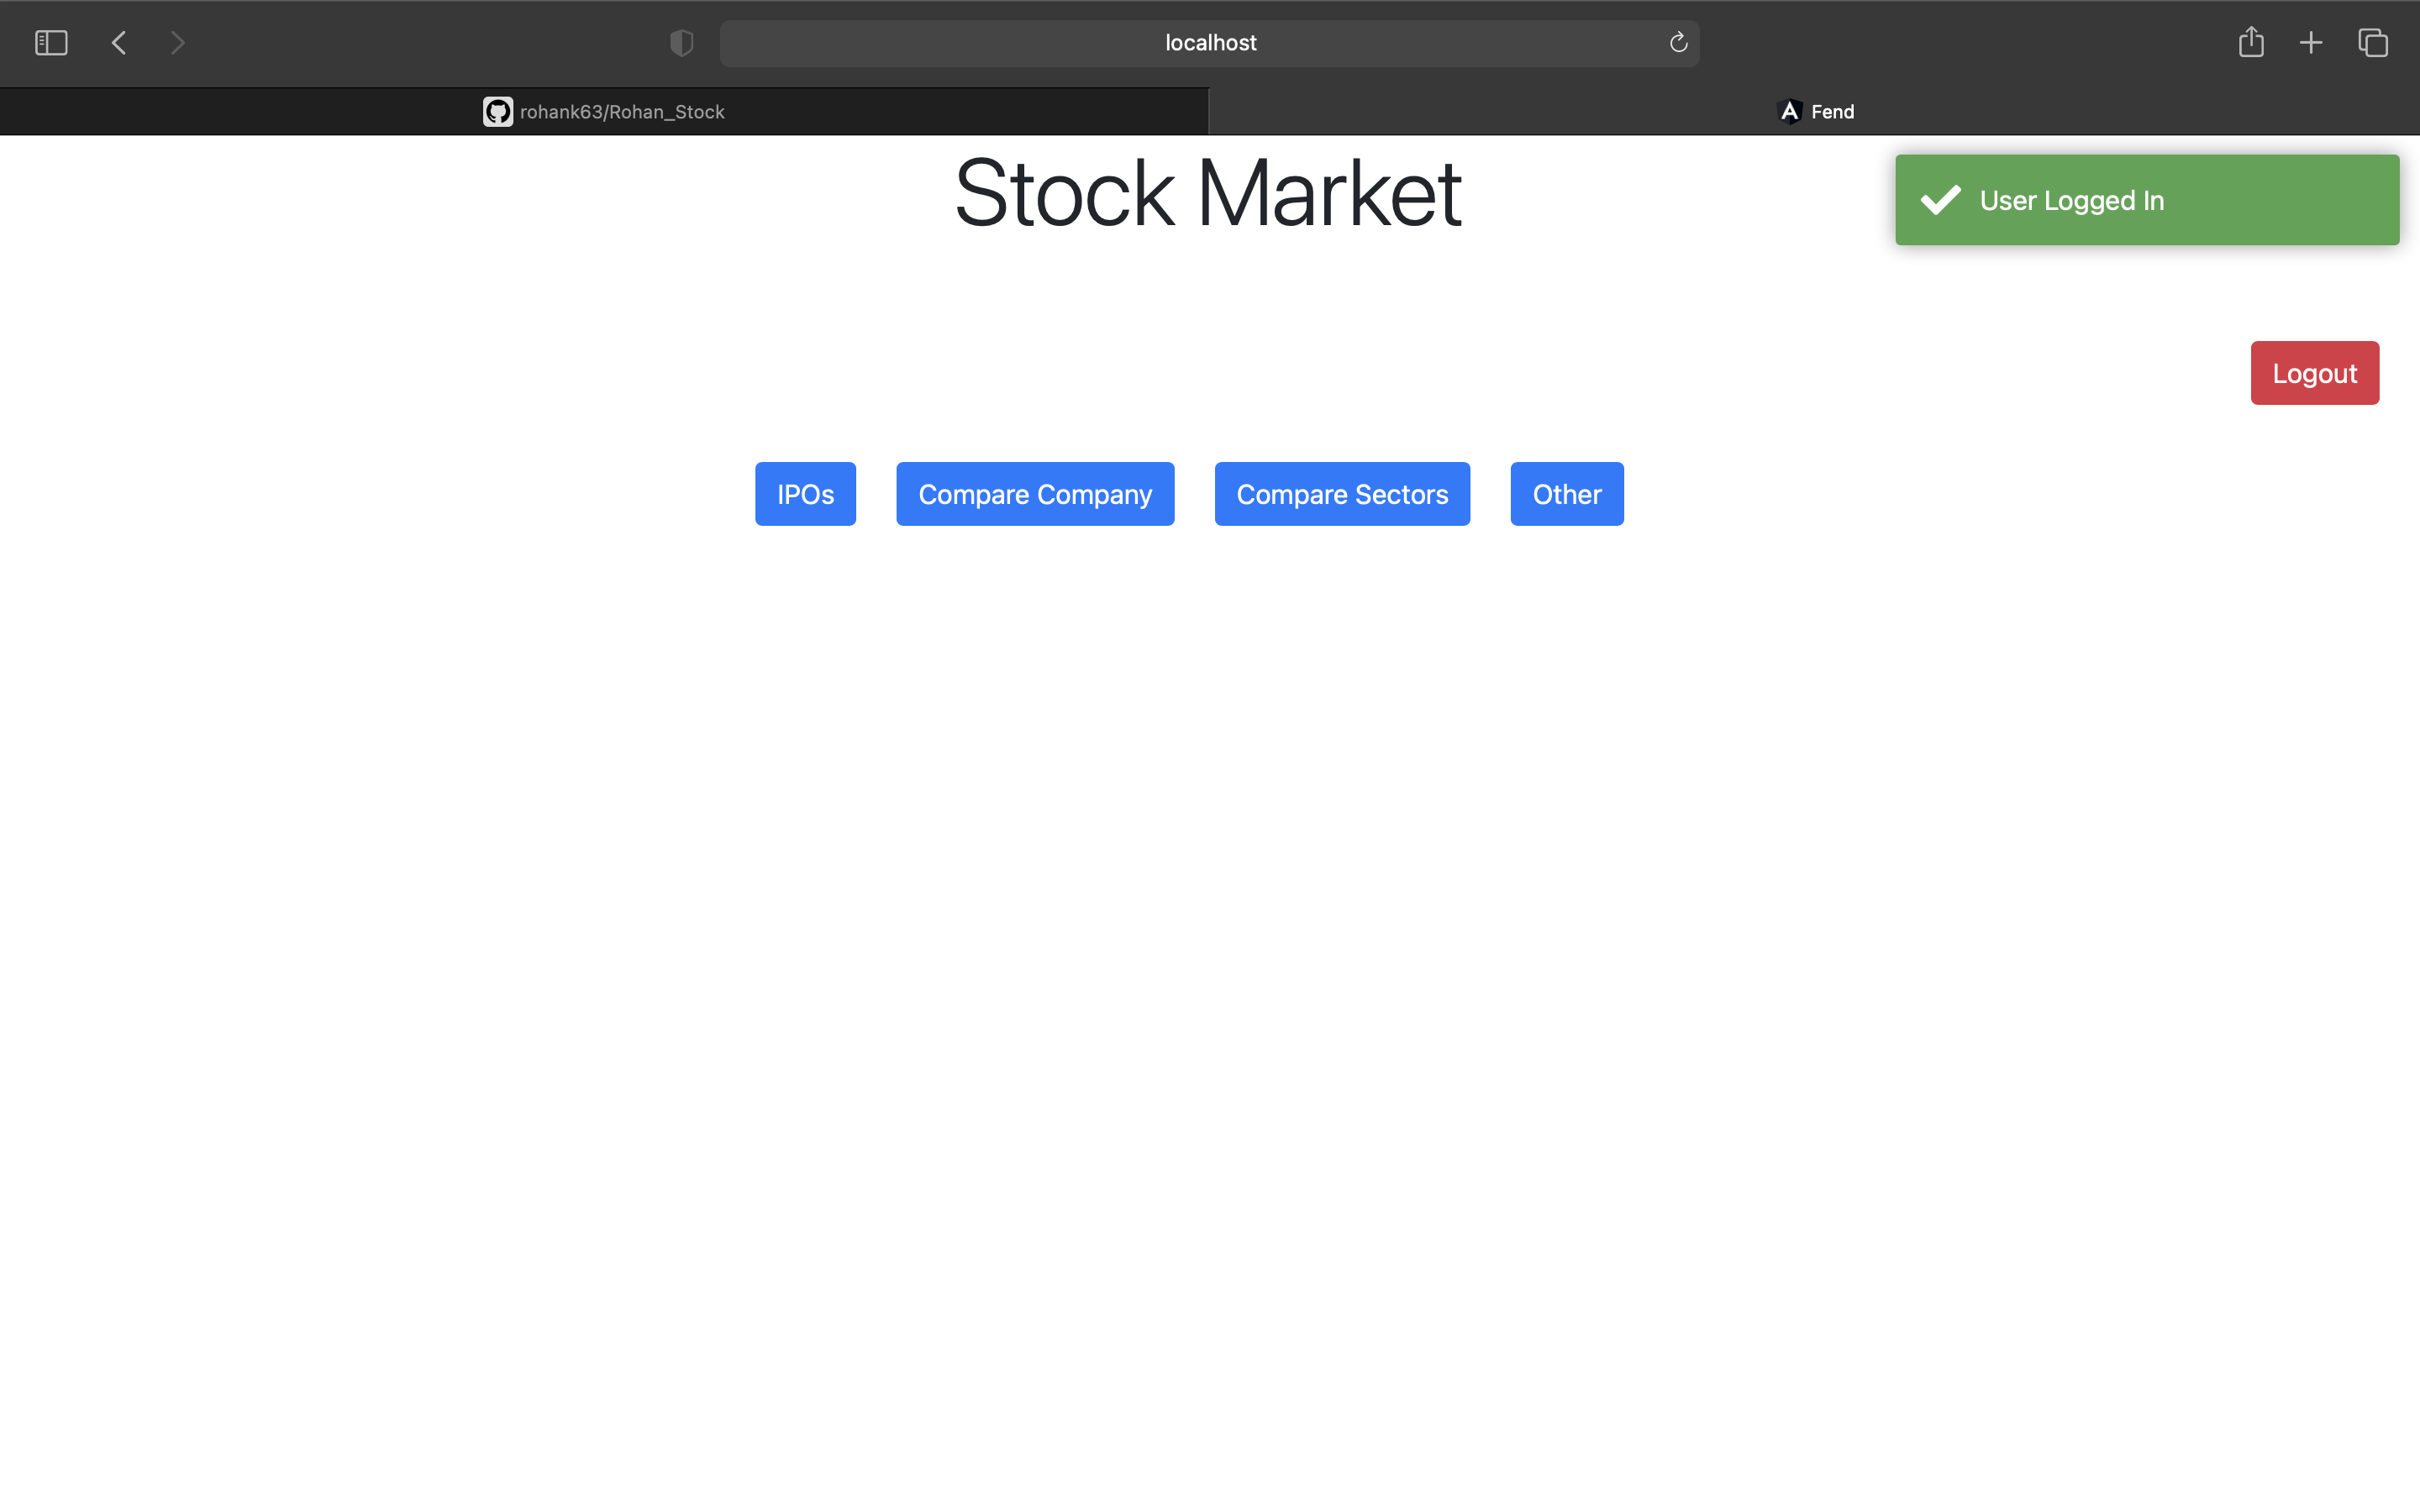 localhost
rohank63/Rohan_Stock
Fend
Stock Market
User Logged In
Logout
IPOs
Compare Company
Compare Sectors
Other